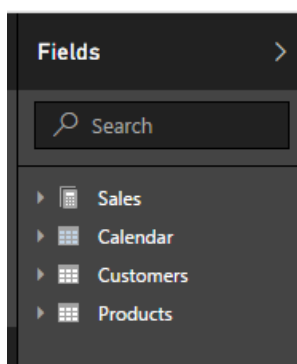 Fields
Search
Sales
Calendar
Customers
Products